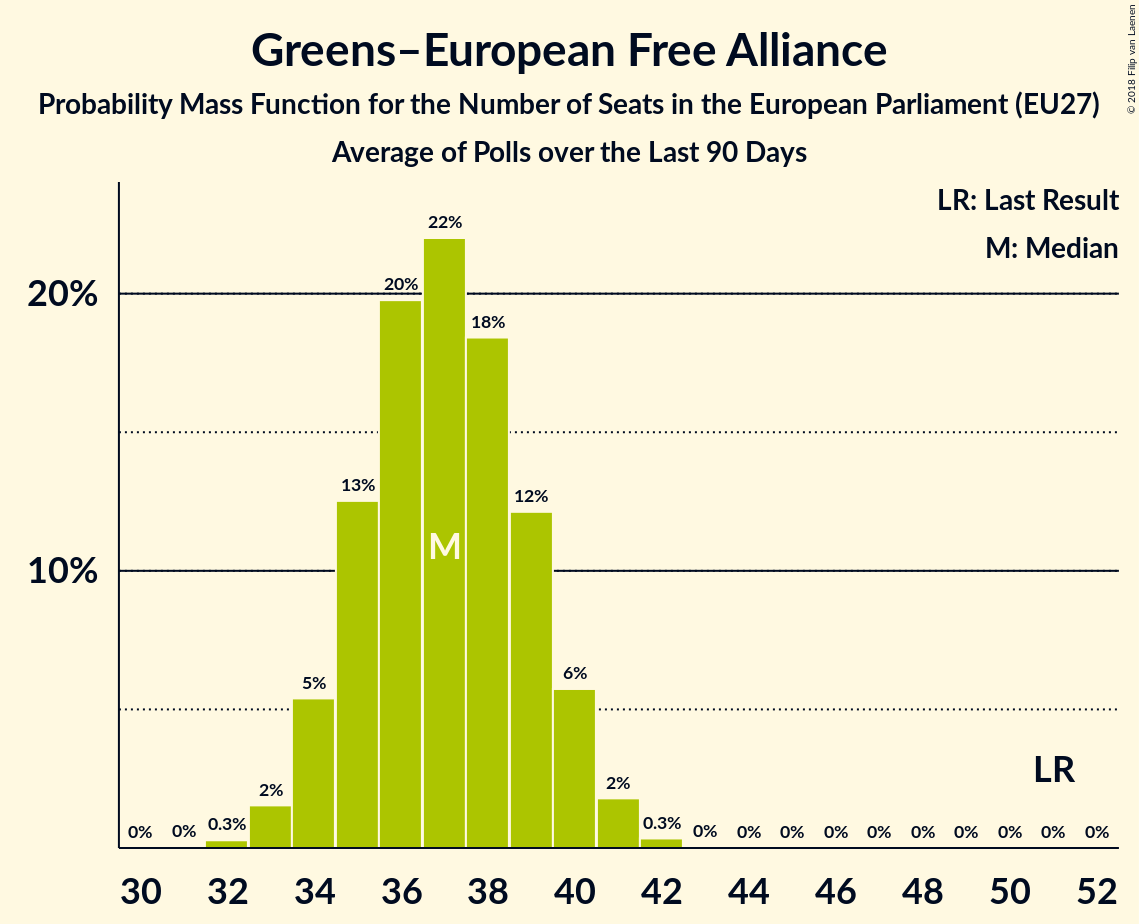 Greens–European Free Alliance
Probability Mass Function for the Number of Seats in the European Parliament (EU27)
Average of Polls over the Last 90 Days
© 2018 Filip van Laenen
LR: Last Result
M: Median
20%
10%
0%
0%
0.3%
2%
5%
13%
20%
22%
18%
12%
6%
2%
0.3%
0%
0%
0%
0%
0%
0%
0%
0%
0%
0%
M
LR
30 32 34 36 38 40 42 44 46 48 50 52